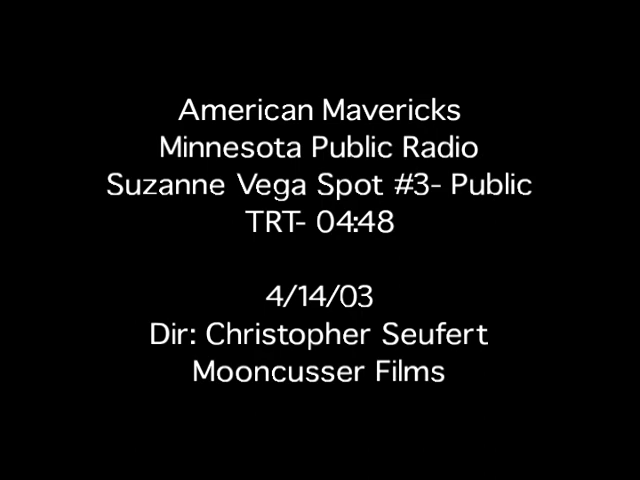 American Mavericks
Minnesota Public Radio
Suzanne Vega Spot #3- Public
TRT- 04:48
4/14/03
Dir: Christopher Seufert
Mooncusser Films